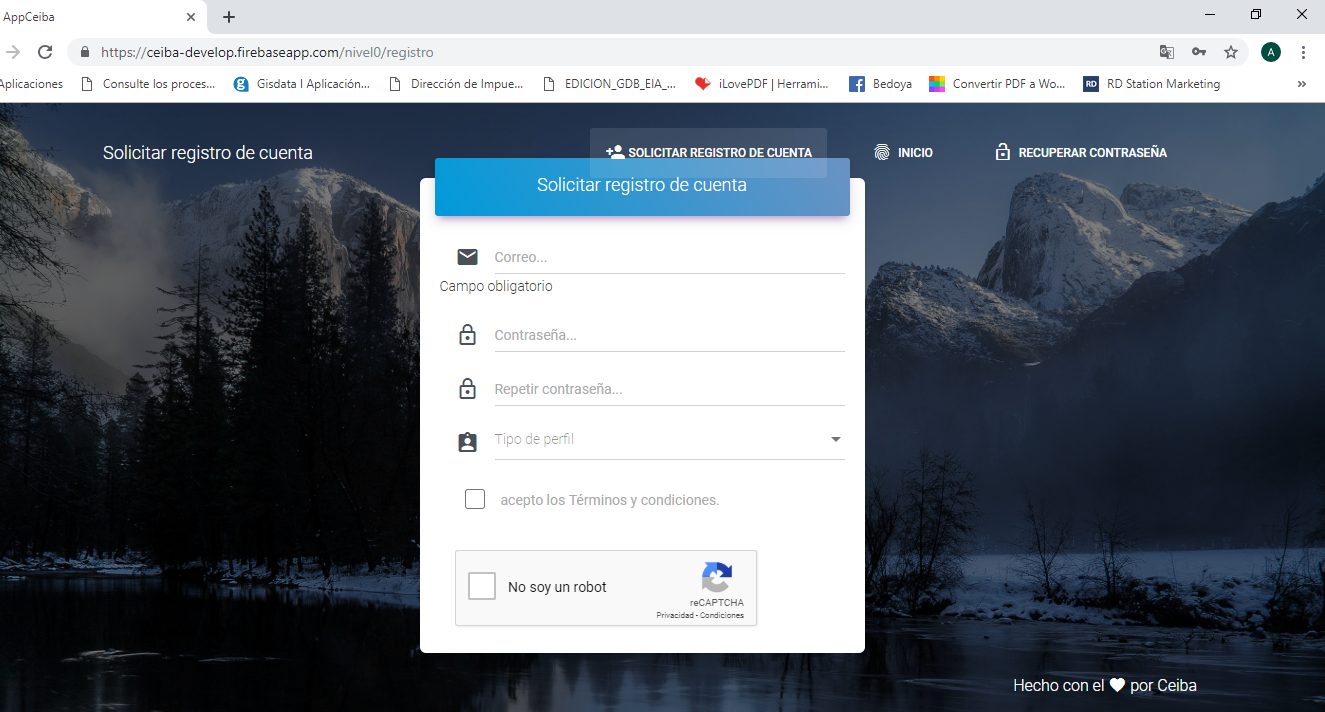 AppCeiba
https://ceiba-develop.firebaseapp.com/nivel0/registro
A
Aplicaciones
Consulte los proces...
Gisdata I Aplicación...
Dirección de Impue...
EDICION_GDB_EIA_...
iLovePDF | Herrami...
Bedoya
Convertir PDF a Wo...
RD
RD Station Marketing
»
Solicitar registro de cuenta
SOLICITAR REGISTRO DE CUENTA
INICIO
RECUPERAR CONTRASEÑA
Solicitar registro de cuenta
Correo...
Campo obligatorio
Contraseña...
Repetir contraseña...
Tipo de perfil
acepto los Términos y condiciones.
No soy un robot
reCAPTCHA
Privacidad - Condiciones
Hecho con el ❤ por Ceiba